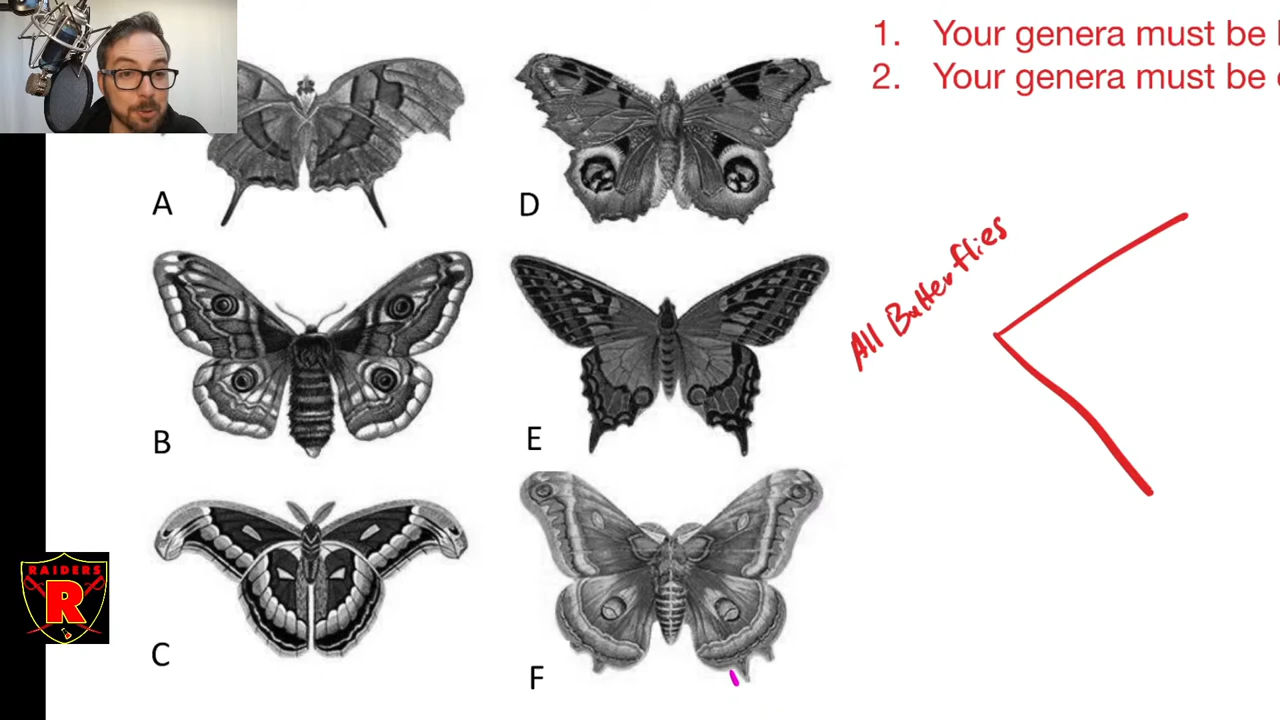 1. Your genera must be
2. Your genera must be
A
D
All Butterflies
B
E
RAIDERS
R
C
F